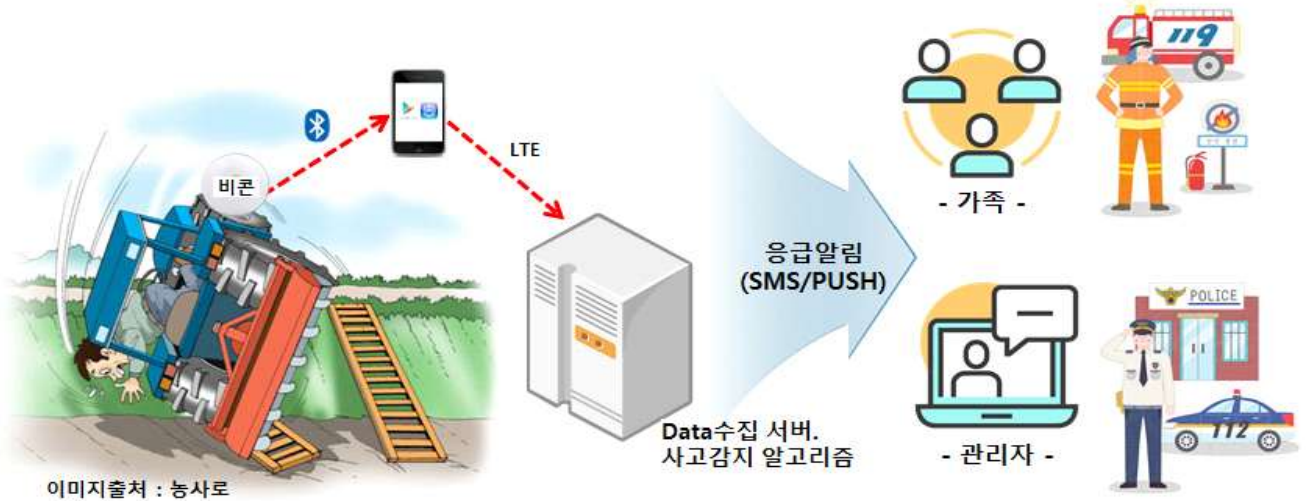 비콘
LTE
Data수집 서버.
사고감지 알고리즘
응급알림
(SMS/PUSH)
- 가족 -
119
- 관리자 -
POLICE
112
이미지출처 : 농사로